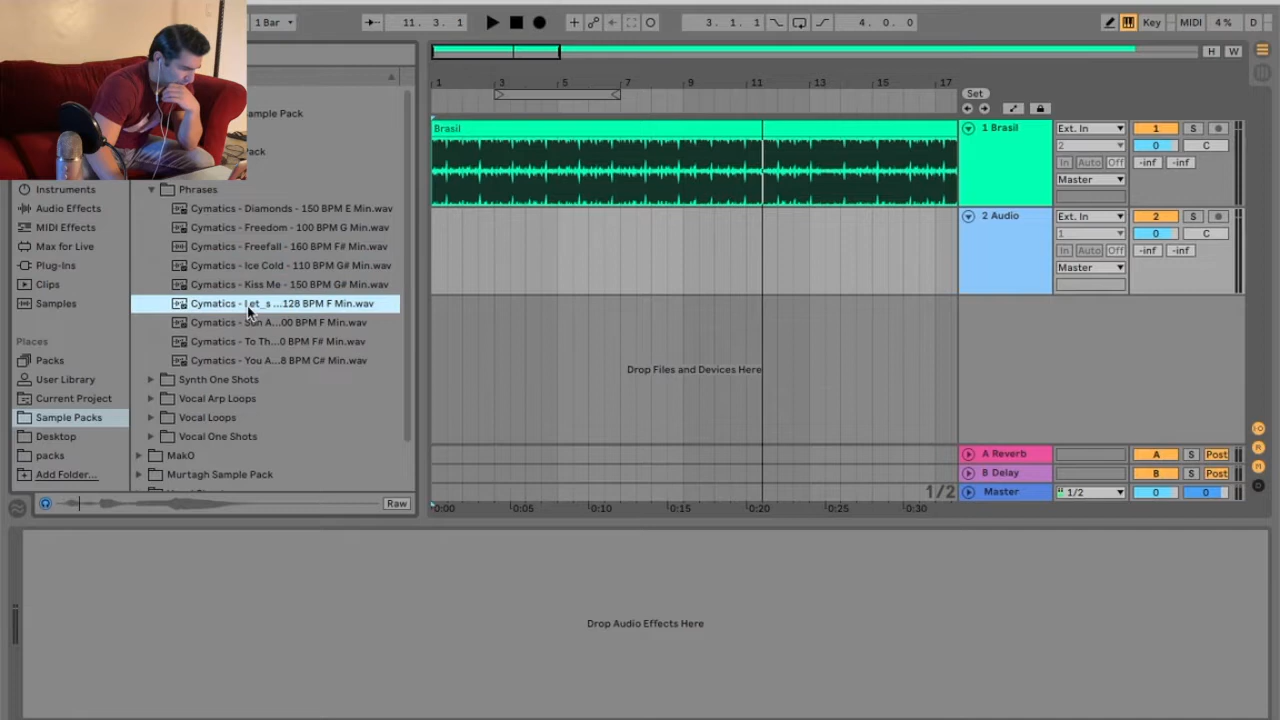 1 Bar
11. 3. 1
3. 1. 1
4. 0. 0
Key
MIDI
4 %
D
H
W
1
3
5
7
9
11
13
15
17
Set
ample Pack
ack
Instruments
Audio Effects
MIDI Effects
Max for Live
Plug-Ins
Clips
Samples
Places
Packs
User Library
Current Project
Sample Packs
Desktop
packs
Add Folder...
Phrases
Cymatics - Diamonds - 150 BPM E Min.wav
Cymatics - Freedom - 100 BPM G Min.wav
Cymatics - Freefall - 160 BPM F# Min.wav
Cymatics - Ice Cold - 110 BPM G# Min.wav
Cymatics - Kiss Me - 150 BPM G# Min.wav
Cymatics - Let_s ...128 BPM F Min.wav
Cymatics - Sun A...00 BPM F Min.wav
Cymatics - To Th...0 BPM F# Min.wav
Cymatics - You A...8 BPM C# Min.wav
Synth One Shots
Vocal Arp Loops
Vocal Loops
Vocal One Shots
MakO
Murtagh Sample Pack
Raw
Brasil
1 Brasil
Ext. In
1
S
2
0
C
In
Auto
Off
-inf
-inf
Master
2 Audio
Ext. In
2
S
1
0
C
In
Auto
Off
-inf
-inf
Master
Drop Files and Devices Here
A Reverb
A
S
Post
B Delay
B
S
Post
1/2
Master
1/2
0
0
0:00
0:05
0:10
0:15
0:20
0:25
0:30
Drop Audio Effects Here